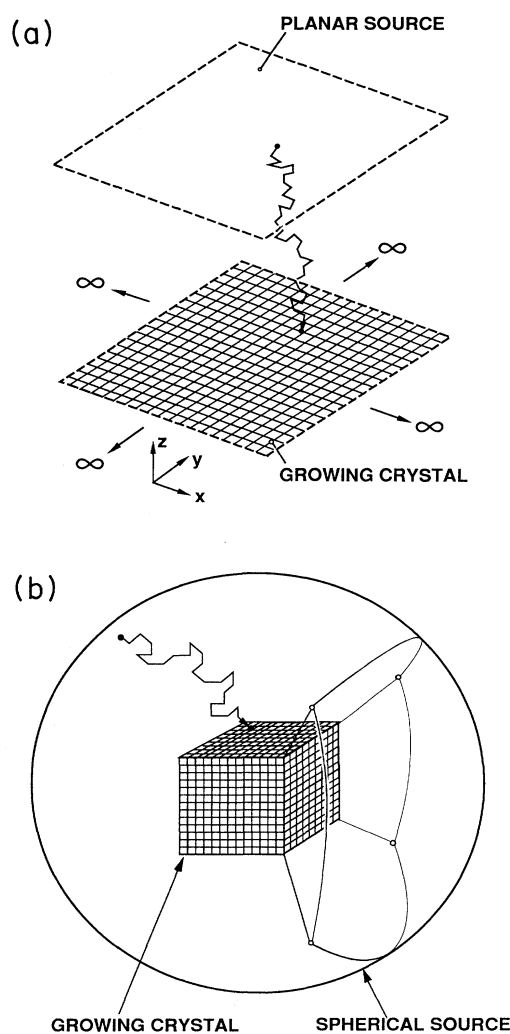 (a)
PLANAR SOURCE
∞
∞
∞
∞
z
y
x
GROWING CRYSTAL
(b)
GROWING CRYSTAL
SPHERICAL SOURCE